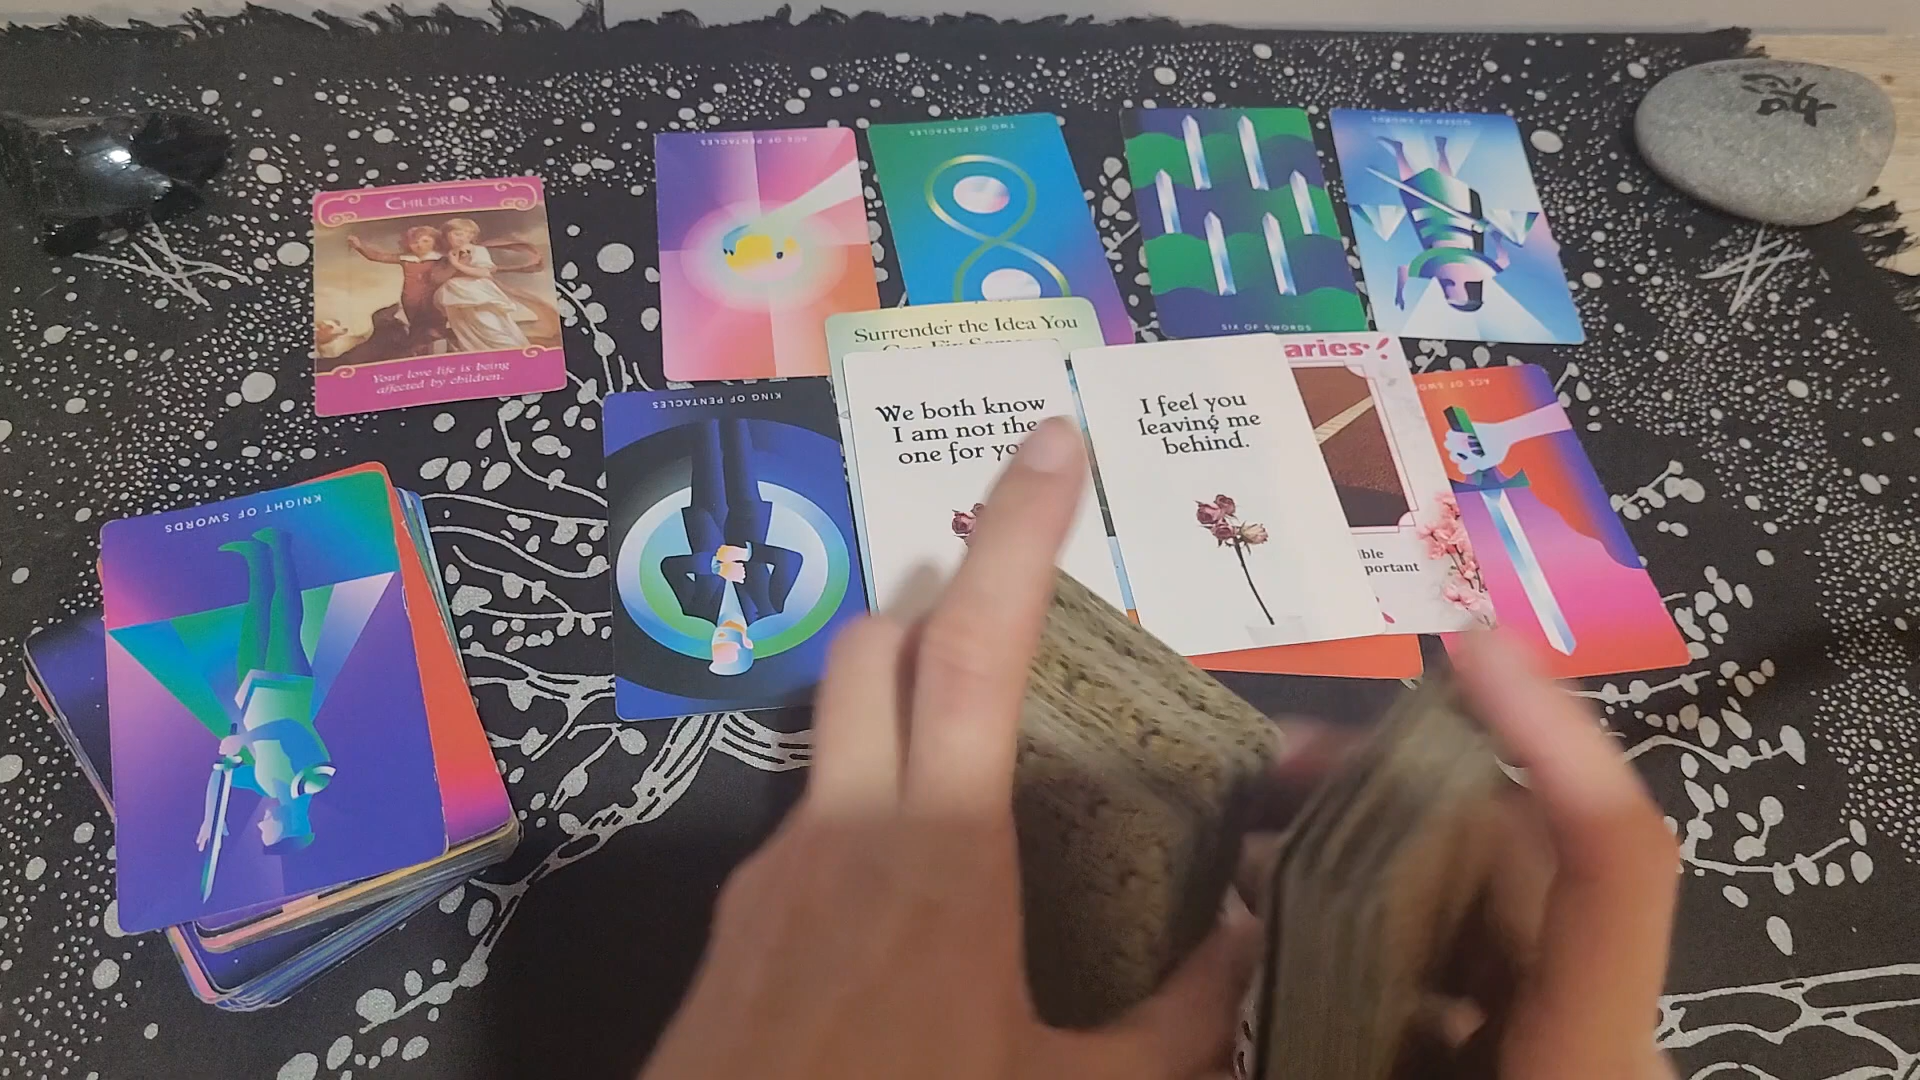 CHILDREN
Your love life is being
affected by children.
ACE OF PENTACLES
TWO OF PENTACLES
SIX OF SWORDS
QUEEN OF SWORDS
Surrender the Idea You
KING OF PENTACLES
We both know
I am not the
one for
I feel you
leaving me
behind.
aries!
ible
portant
ACE OF
KNIGHT OF SWORDS